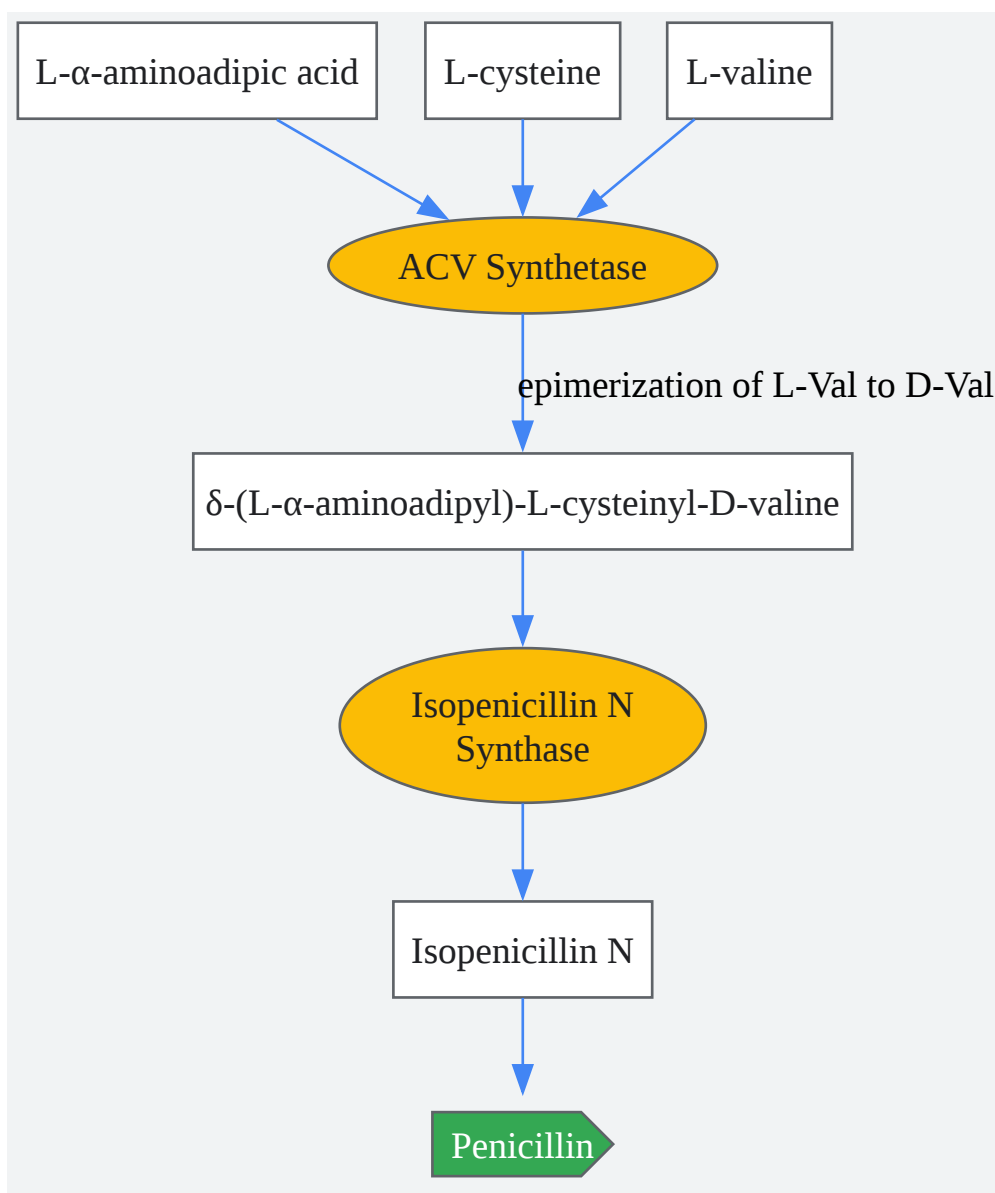 L-α-aminoadipic acid
L-cysteine
L-valine
ACV Synthetase
epimerization of L-Val to D-Val
δ-(L-α-aminoadipyl)-L-cysteinyl-D-valine
Isopenicillin N
Synthase
Isopenicillin N
Penicillin